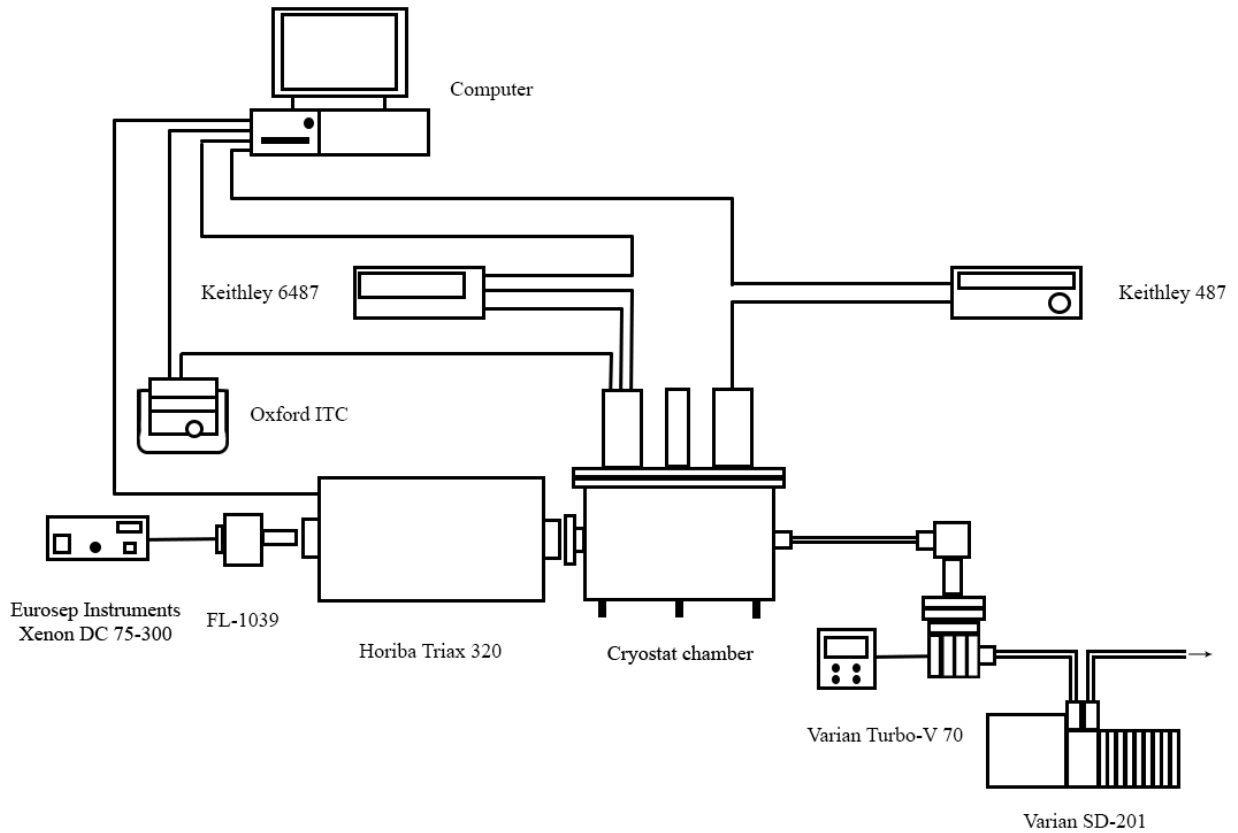 Computer
Keithley 6487
Keithley 487
Oxford ITC
Eurosep Instruments
Xenon DC 75-300
FL-1039
Horiba Triax 320
Cryostat chamber
Varian Turbo-V 70
Varian SD-201